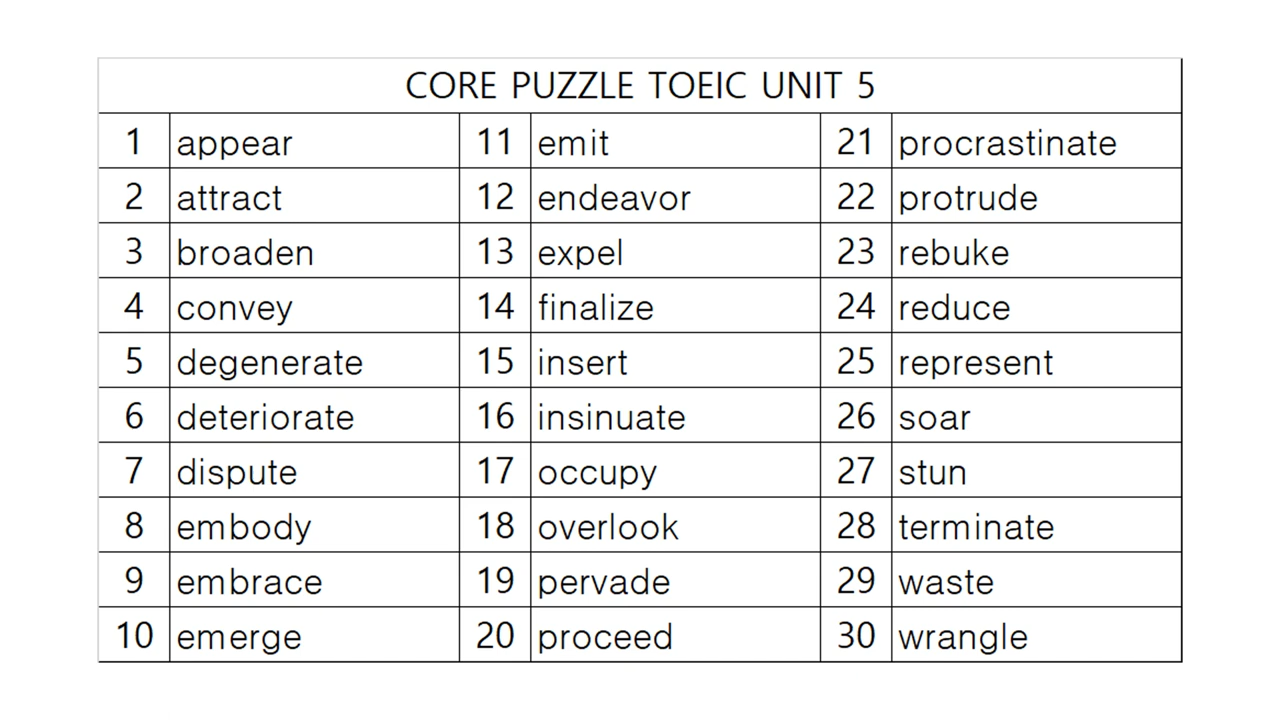 CORE PUZZLE TOEIC UNIT 5
1 appear 11 emit 21 procrastinate
2 attract 12 endeavor 22 protrude
3 broaden 13 expel 23 rebuke
4 convey 14 finalize 24 reduce
5 degenerate 15 insert 25 represent
6 deteriorate 16 insinuate 26 soar
7 dispute 17 occupy 27 stun
8 embody 18 overlook 28 terminate
9 embrace 19 pervade 29 waste
10 emerge 20 proceed 30 wrangle